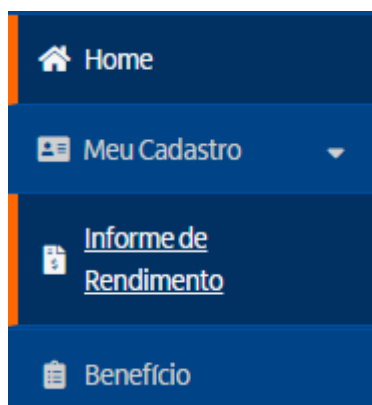 Home
Meu Cadastro
Informe de
Rendimento
Benefício